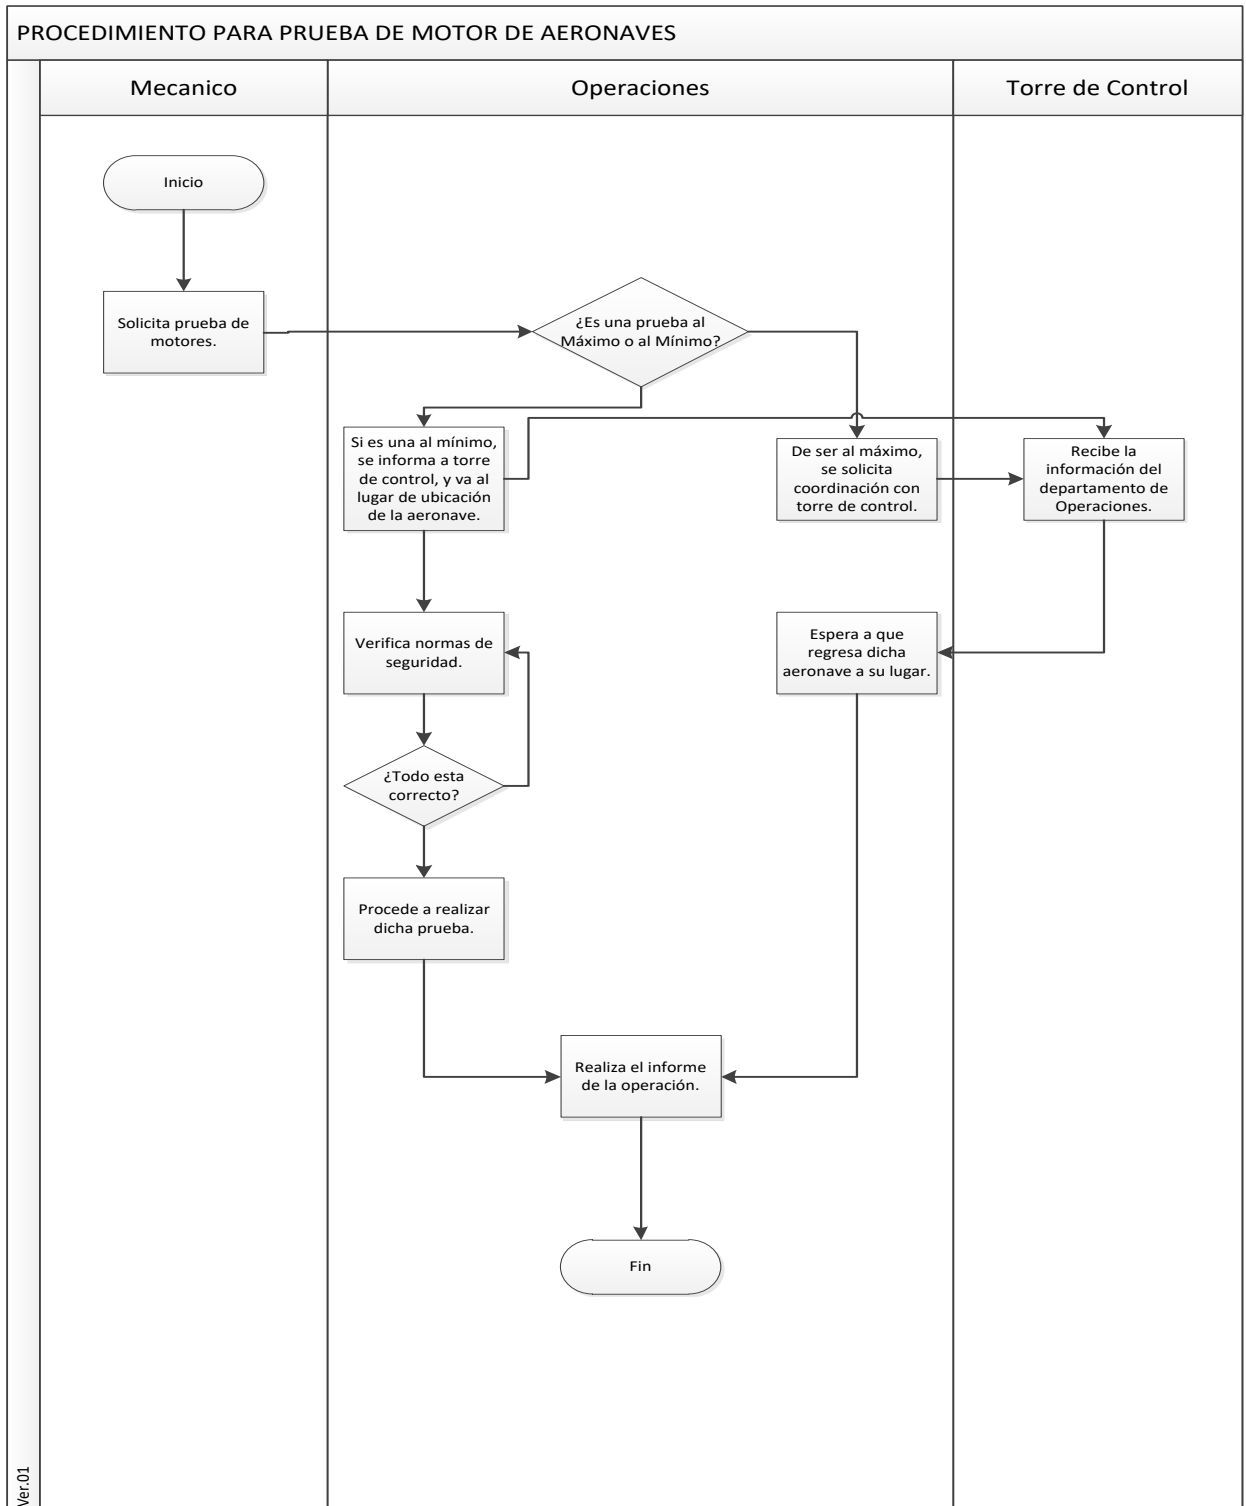 PROCEDIMIENTO PARA PRUEBA DE MOTOR DE AERONAVES
Mecanico
Operaciones
Torre de Control
Inicio
Solicita prueba de
motores.
¿Es una prueba al
Máximo o al Mínimo?
Si es una al mínimo,
se informa a torre
de control, y va al
lugar de ubicación
de la aeronave.
De ser al máximo,
se solicita
coordinación con
torre de control.
Recibe la
información del
departamento de
Operaciones.
Verifica normas de
seguridad.
Espera a que
regresa dicha
aeronave a su lugar.
¿Todo esta
correcto?
Procede a realizar
dicha prueba.
Realiza el informe
de la operación.
Fin
Ver.01